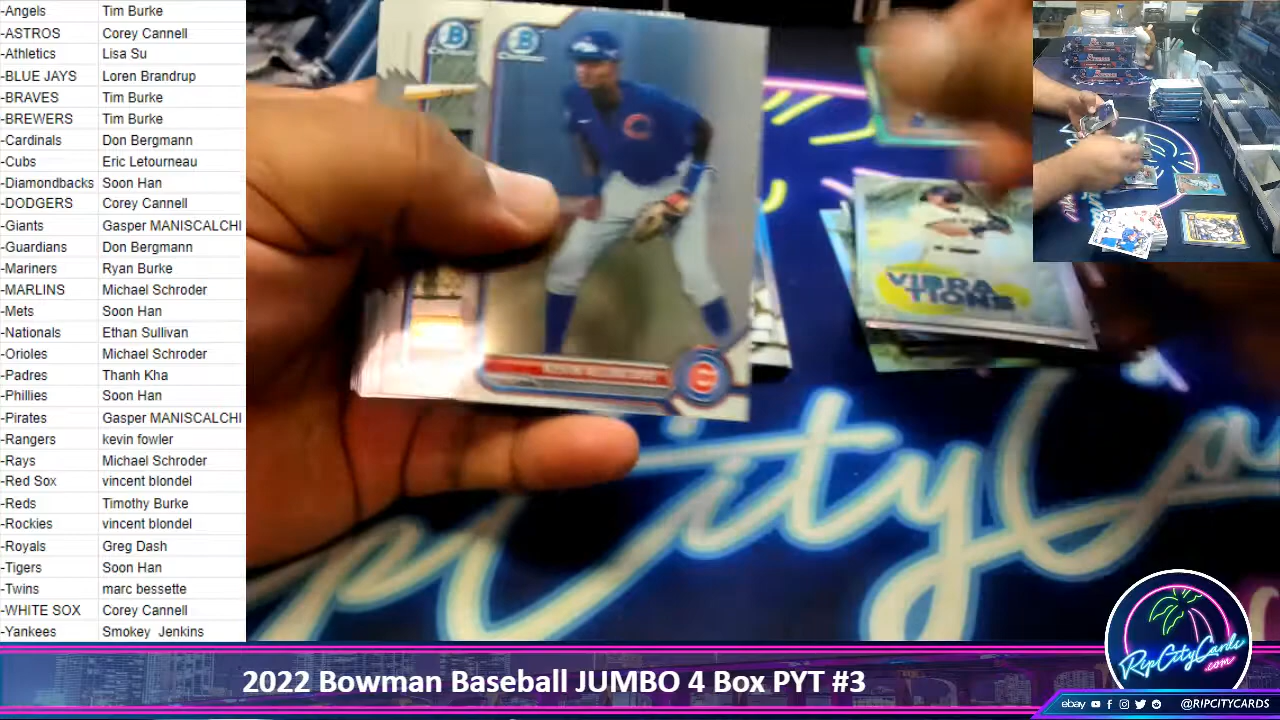 -Angels Tim Burke
-ASTROS Corey Cannell
-Athletics Lisa Su
-BLUE JAYS Loren Brandrup
-BRAVES Tim Burke
-BREWERS Tim Burke
-Cardinals Don Bergmann
-Cubs Eric Letourneau
-Diamondbacks Soon Han
-DODGERS Corey Cannell
-Giants Gasper MANISCALCHI
-Guardians Don Bergmann
-Mariners Ryan Burke
-MARLINS Michael Schroder
-Mets Soon Han
-Nationals Ethan Sullivan
-Orioles Michael Schroder
-Padres Thanh Kha
-Phillies Soon Han
-Pirates Gasper MANISCALCHI
-Rangers kevin fowler
-Rays Michael Schroder
-Red Sox vincent blondel
-Reds Timothy Burke
-Rockies vincent blondel
-Royals Greg Dash
-Tigers Soon Han
-Twins marc bessette
-WHITE SOX Corey Cannell
-Yankees Smokey Jenkins
Chrome
Chrome
VIBRA
TIONS
RipCityCards
.com
2022 Bowman Baseball JUMBO 4 Box PYT #3
ebay @RIPCITYCARDS